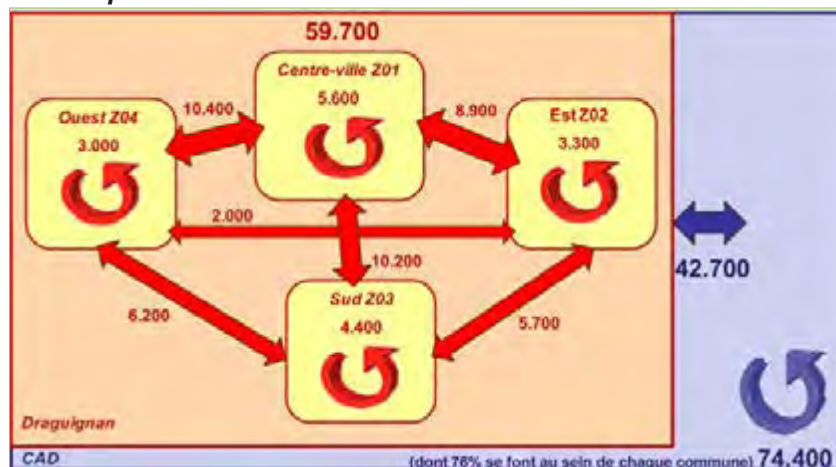 59.700
Centre-ville Z01
5.600
10.400
8.900
Ouest Z04
3.000
Est Z02
3.300
2.000
42.700
10.200
6.200
Sud Z03
4.400
5.700
Draguignan
CAD
(dont 76% se font au sein de chaque commune) 74.400